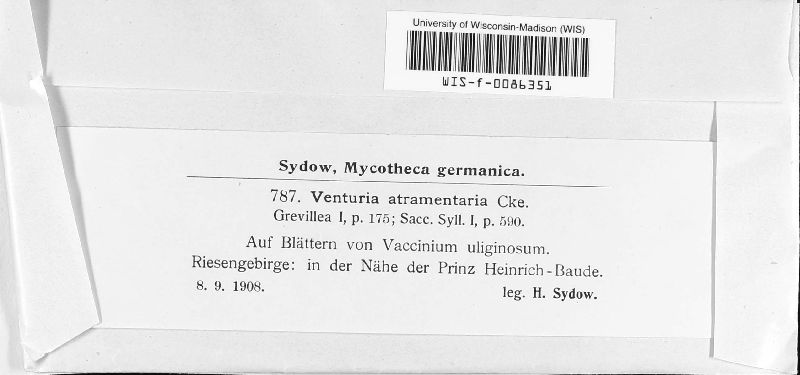 University of Wisconsin-Madison (WIS)
WIS-f-0086351
Sydow, Mycotheca germanica.
787. Venturia atramentaria Cke.
Grevillea I, p. 175; Sacc. Syll. I, p. 590.
Auf Blättern von Vaccinium uliginosum.
Riesengebirge: in der Nähe der Prinz Heinrich-Baude.
8. 9. 1908. leg. H. Sydow.